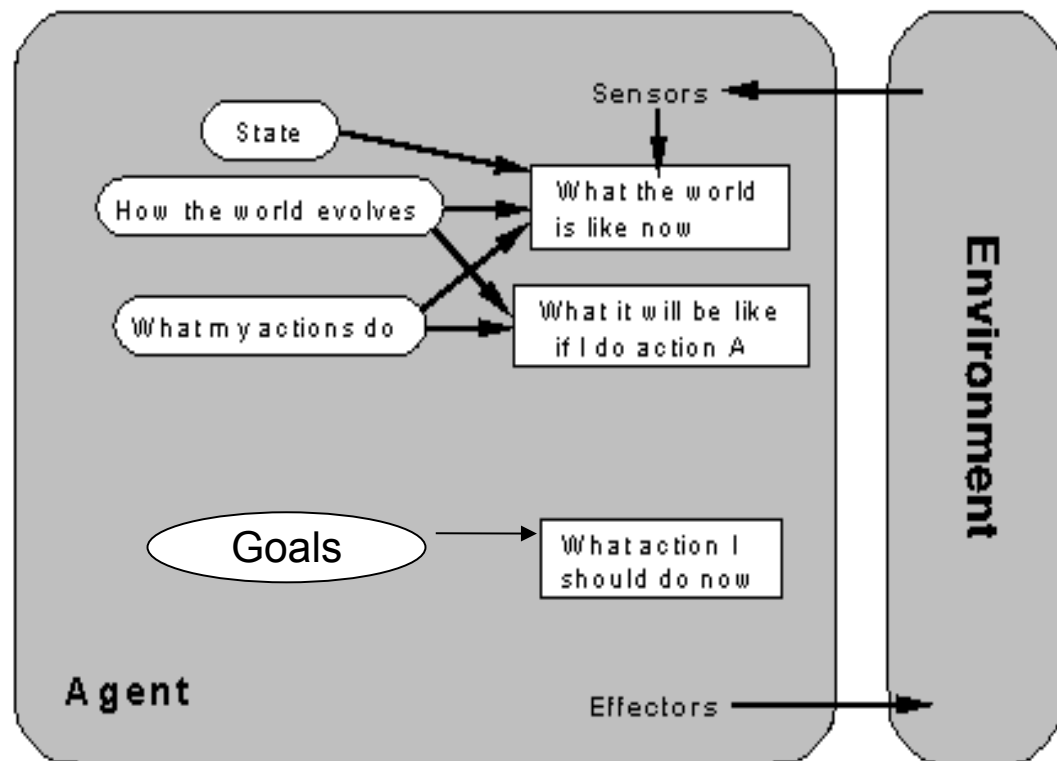 Sensors
State
What the world
is like now
How the world evolves
What my actions do
What it will be like
if I do action A
Goals
What action I
should do now
Agent
Effectors
Environment